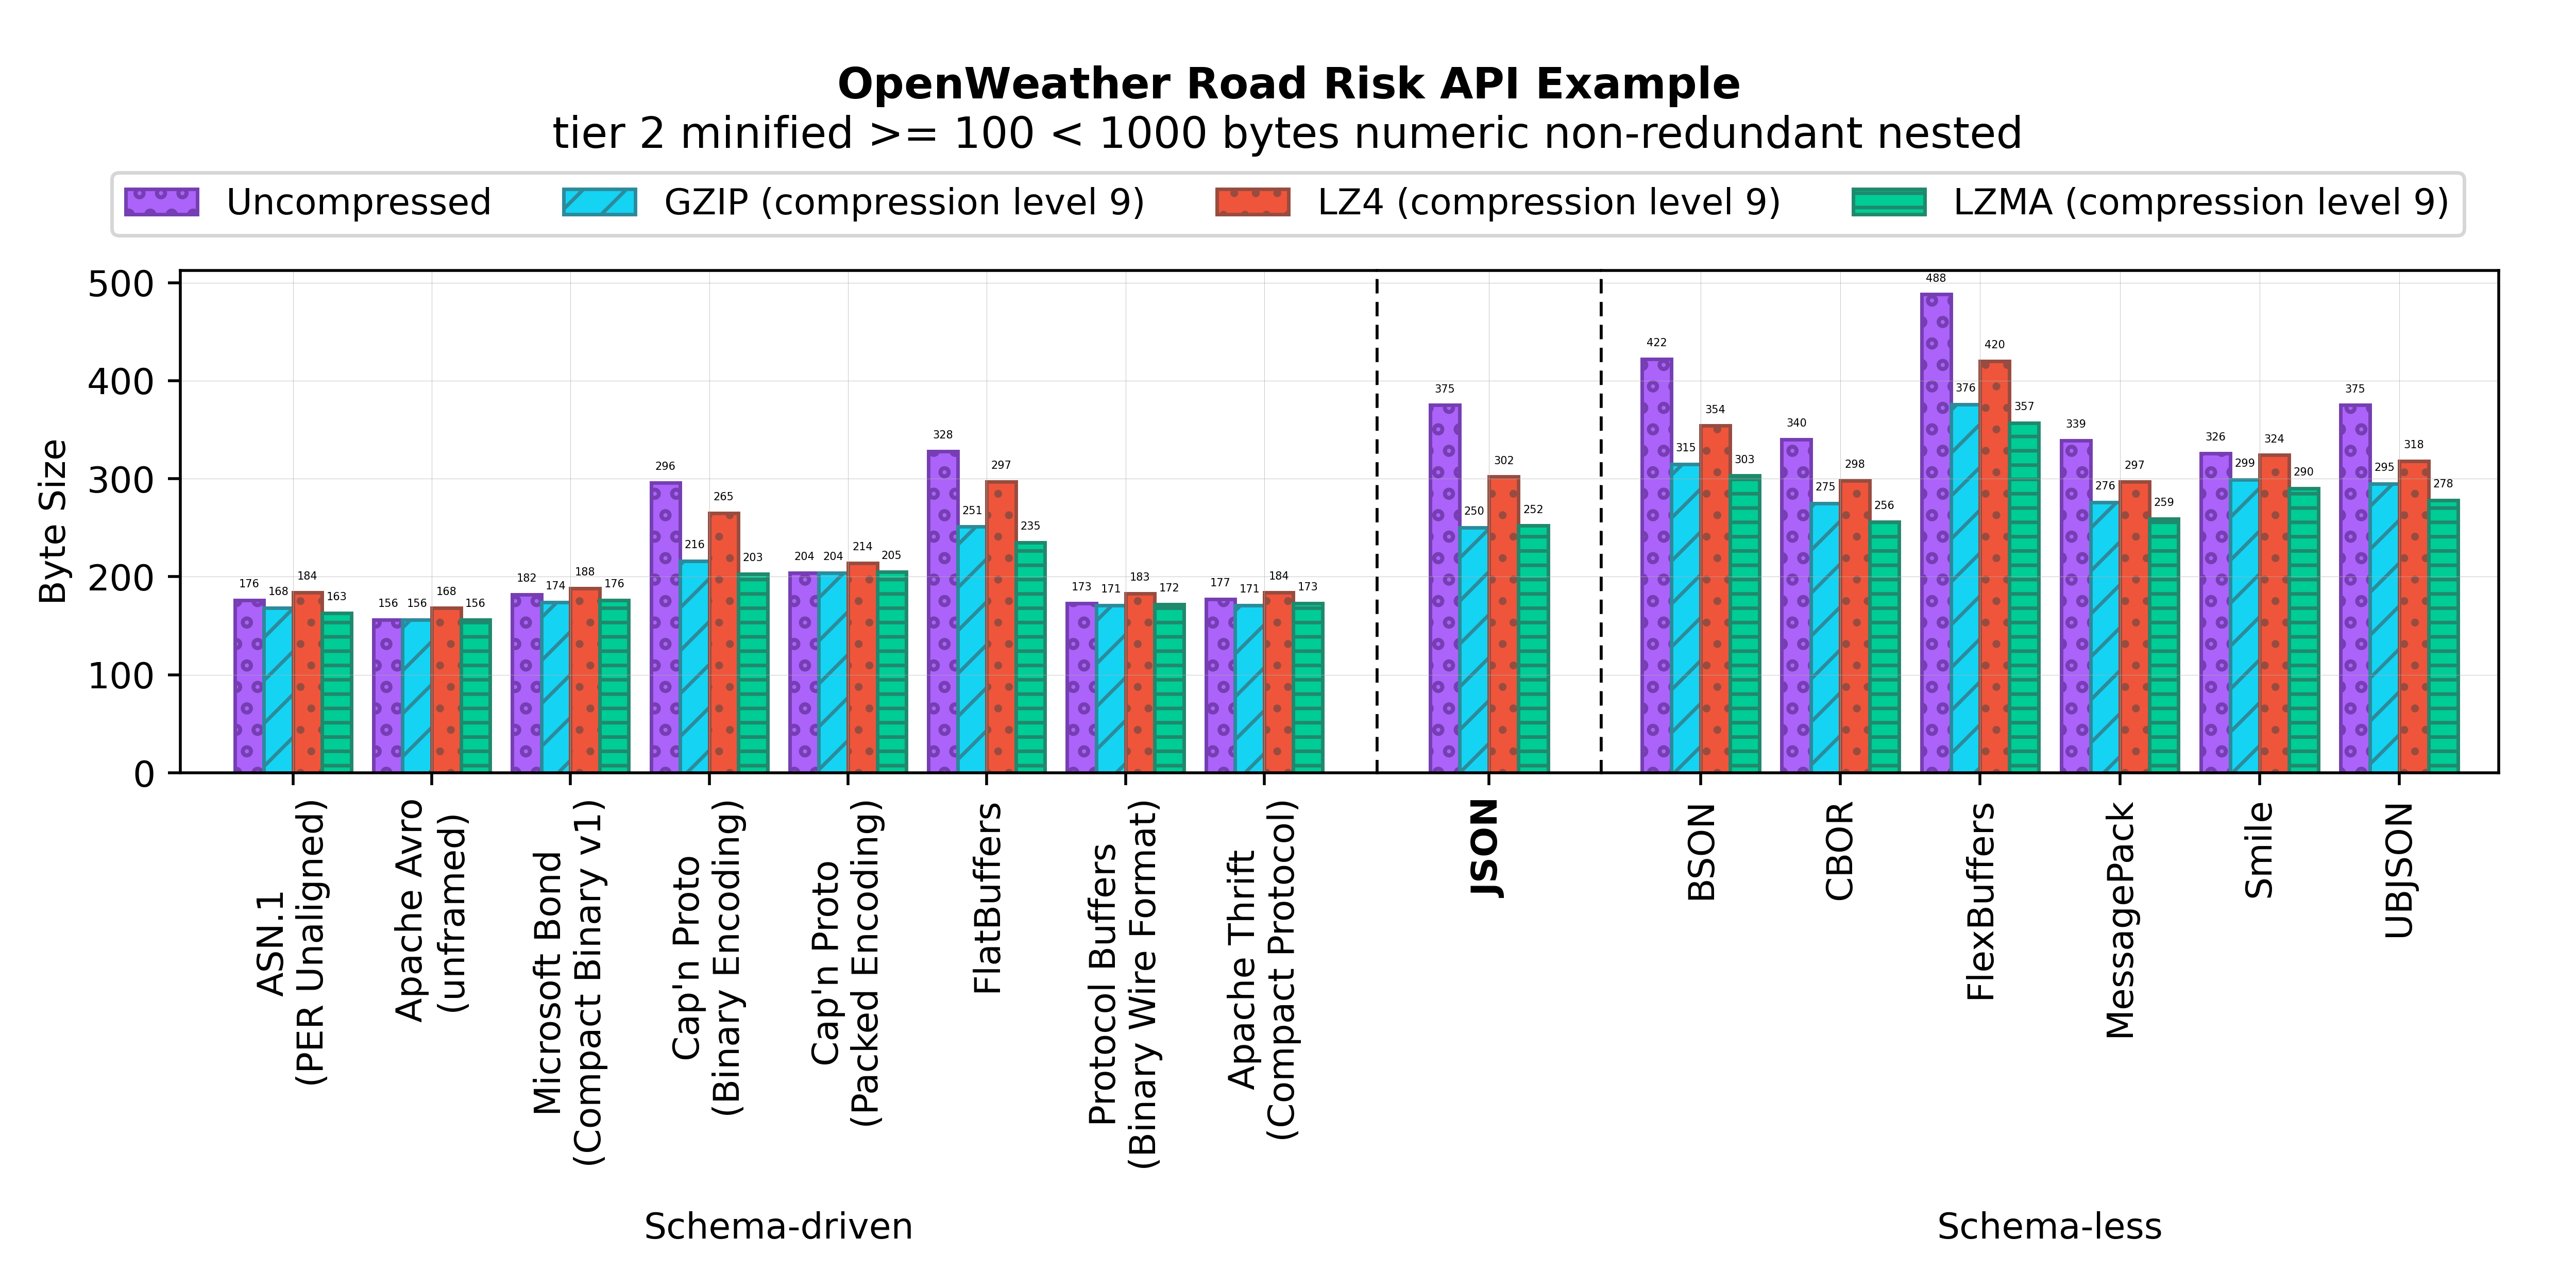 OpenWeather Road Risk API Example
tier 2 minified >= 100 < 1000 bytes numeric non-redundant nested
Uncompressed
GZIP (compression level 9)
LZ4 (compression level 9)
LZMA (compression level 9)
Byte Size
500
400
300
200
100
0
176
168
184
163
156
156
168
156
182
174
188
176
296
216
265
203
204
204
214
205
328
251
297
235
173
171
183
172
177
171
184
173
375
250
302
252
422
315
354
303
340
275
298
256
488
376
420
357
339
276
297
259
326
299
324
290
375
295
318
278
ASN.1
(PER Unaligned)
Apache Avro
(unframed)
Microsoft Bond
(Compact Binary v1)
Cap'n Proto
(Binary Encoding)
Cap'n Proto
(Packed Encoding)
FlatBuffers
Protocol Buffers
(Binary Wire Format)
Apache Thrift
(Compact Protocol)
JSON
BSON
CBOR
FlexBuffers
MessagePack
Smile
UBJSON
Schema-driven
Schema-less